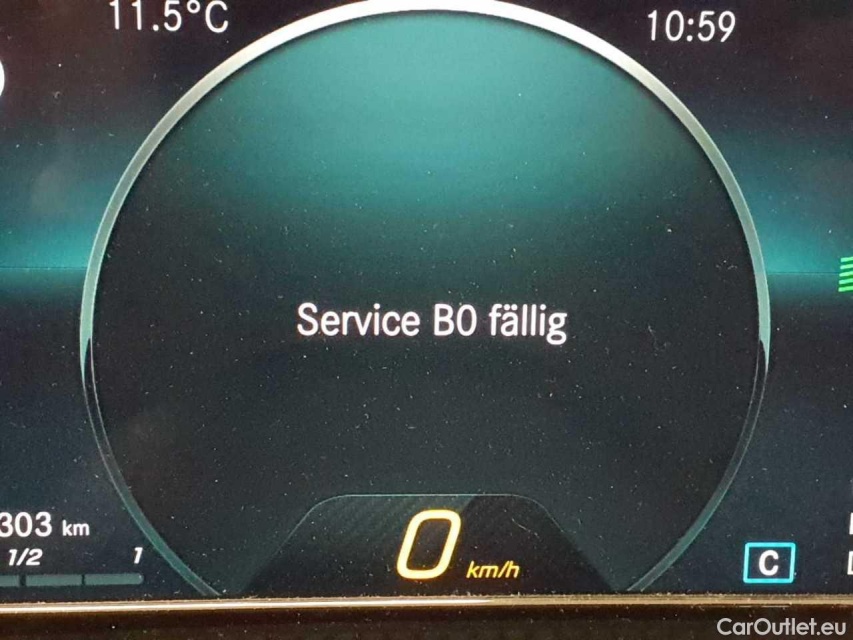 11.5°C
10:59
Service B0 fällig
303 km
1/2 1
0 km/h
C
CarOutlet.eu